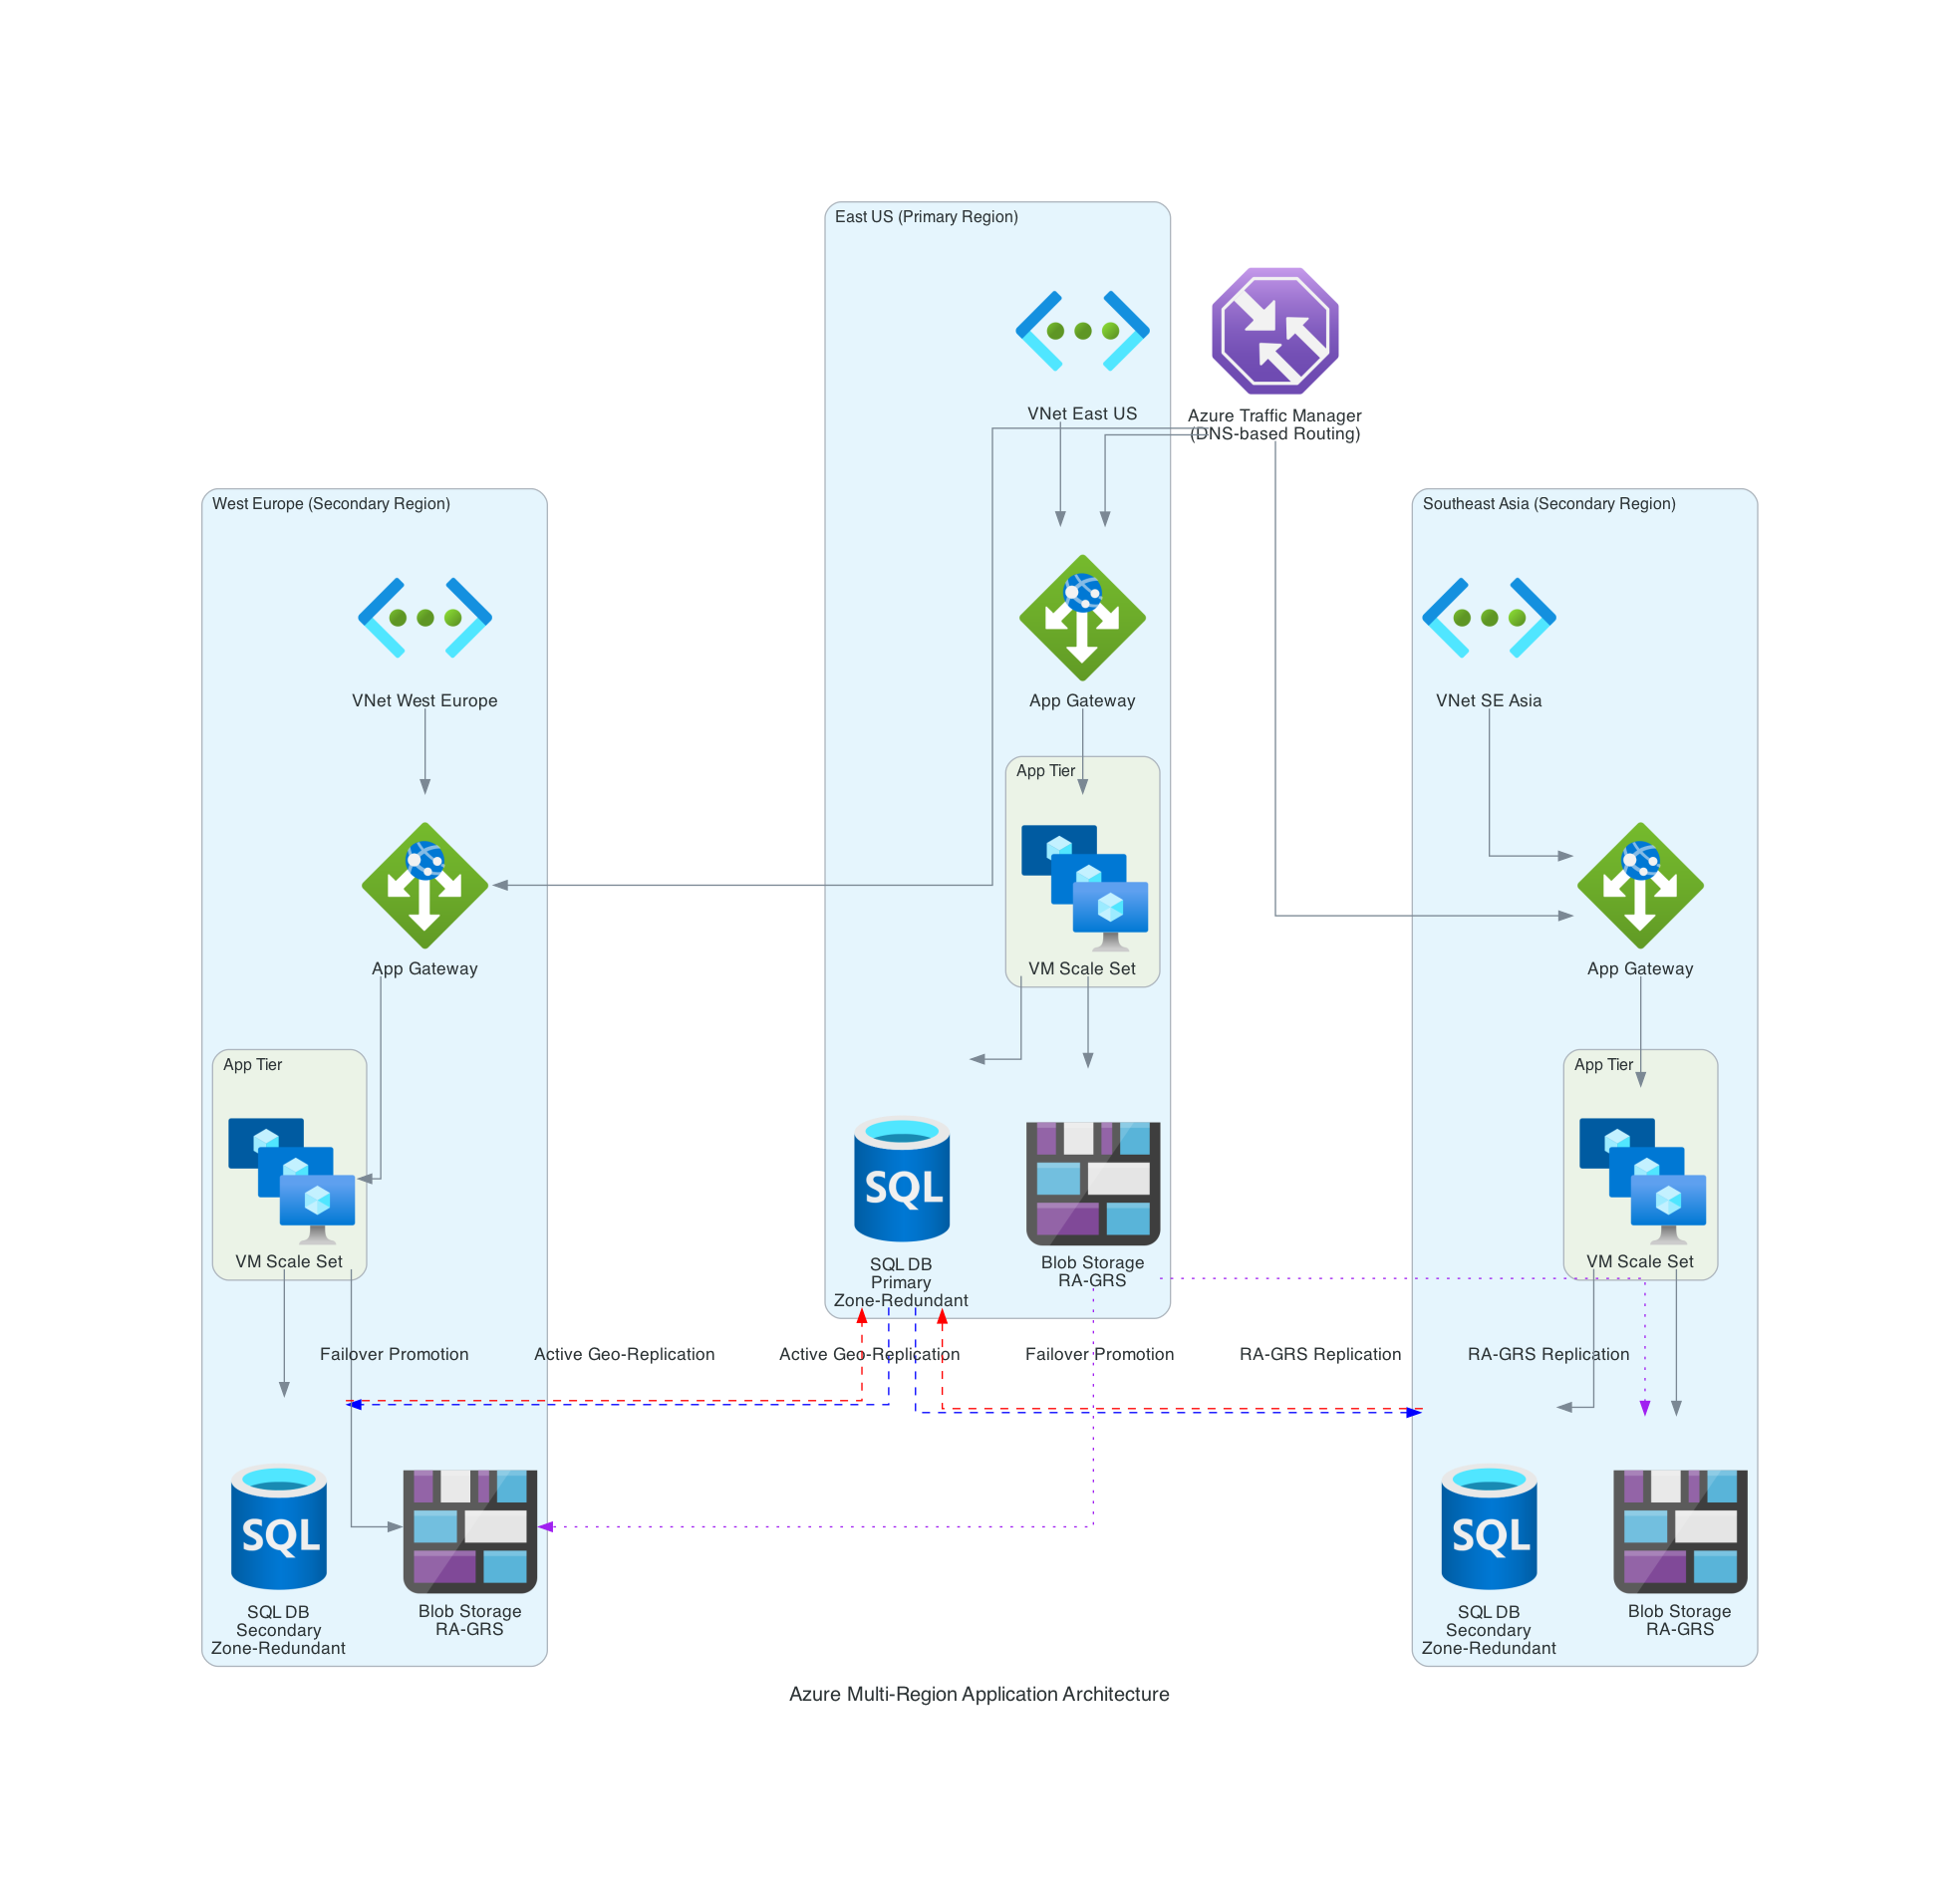 East US (Primary Region)
VNet East US
Azure Traffic Manager
(DNS-based Routing)
West Europe (Secondary Region)
Southeast Asia (Secondary Region)
VNet West Europe
App Gateway
VNet SE Asia
App Tier
App Gateway
VM Scale Set
App Gateway
App Tier
App Tier
SQL
VM Scale Set
SQL DB
Primary
Zone-Redundant
Blob Storage
RA-GRS
VM Scale Set
Failover Promotion
Active Geo-Replication
Active Geo-Replication
Failover Promotion
RA-GRS Replication
RA-GRS Replication
SQL
SQL
SQL DB
Secondary
Zone-Redundant
Blob Storage
RA-GRS
SQL DB
Secondary
Zone-Redundant
Blob Storage
RA-GRS
Azure Multi-Region Application Architecture